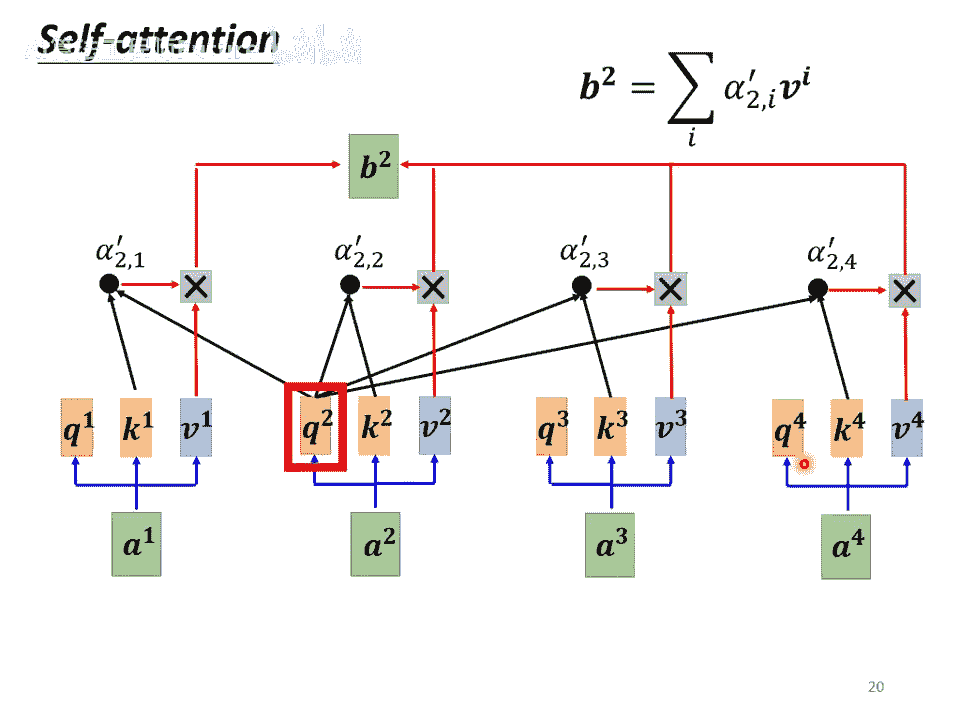 Self-attention
b² = ∑ᵢ α′₂,ᵢ vⁱ
b²
α′₂,₁ α′₂,₂ α′₂,₃ α′₂,₄
q¹ k¹ v¹ q² k² v² q³ k³ v³ q⁴ k⁴ v⁴
a¹ a² a³ a⁴
20